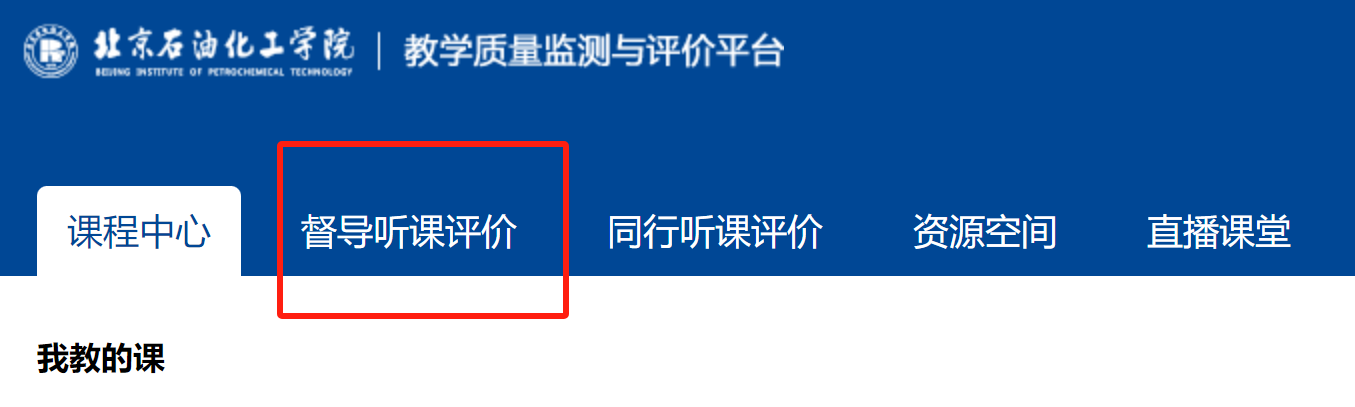 北京石油化工学院 教学质量监测与评价平台
BEIJING INSTITUTE OF PETROCHEMICAL TECHNOLOGY
课程中心 督导听课评价 同行听课评价 资源空间 直播课堂
我教的课